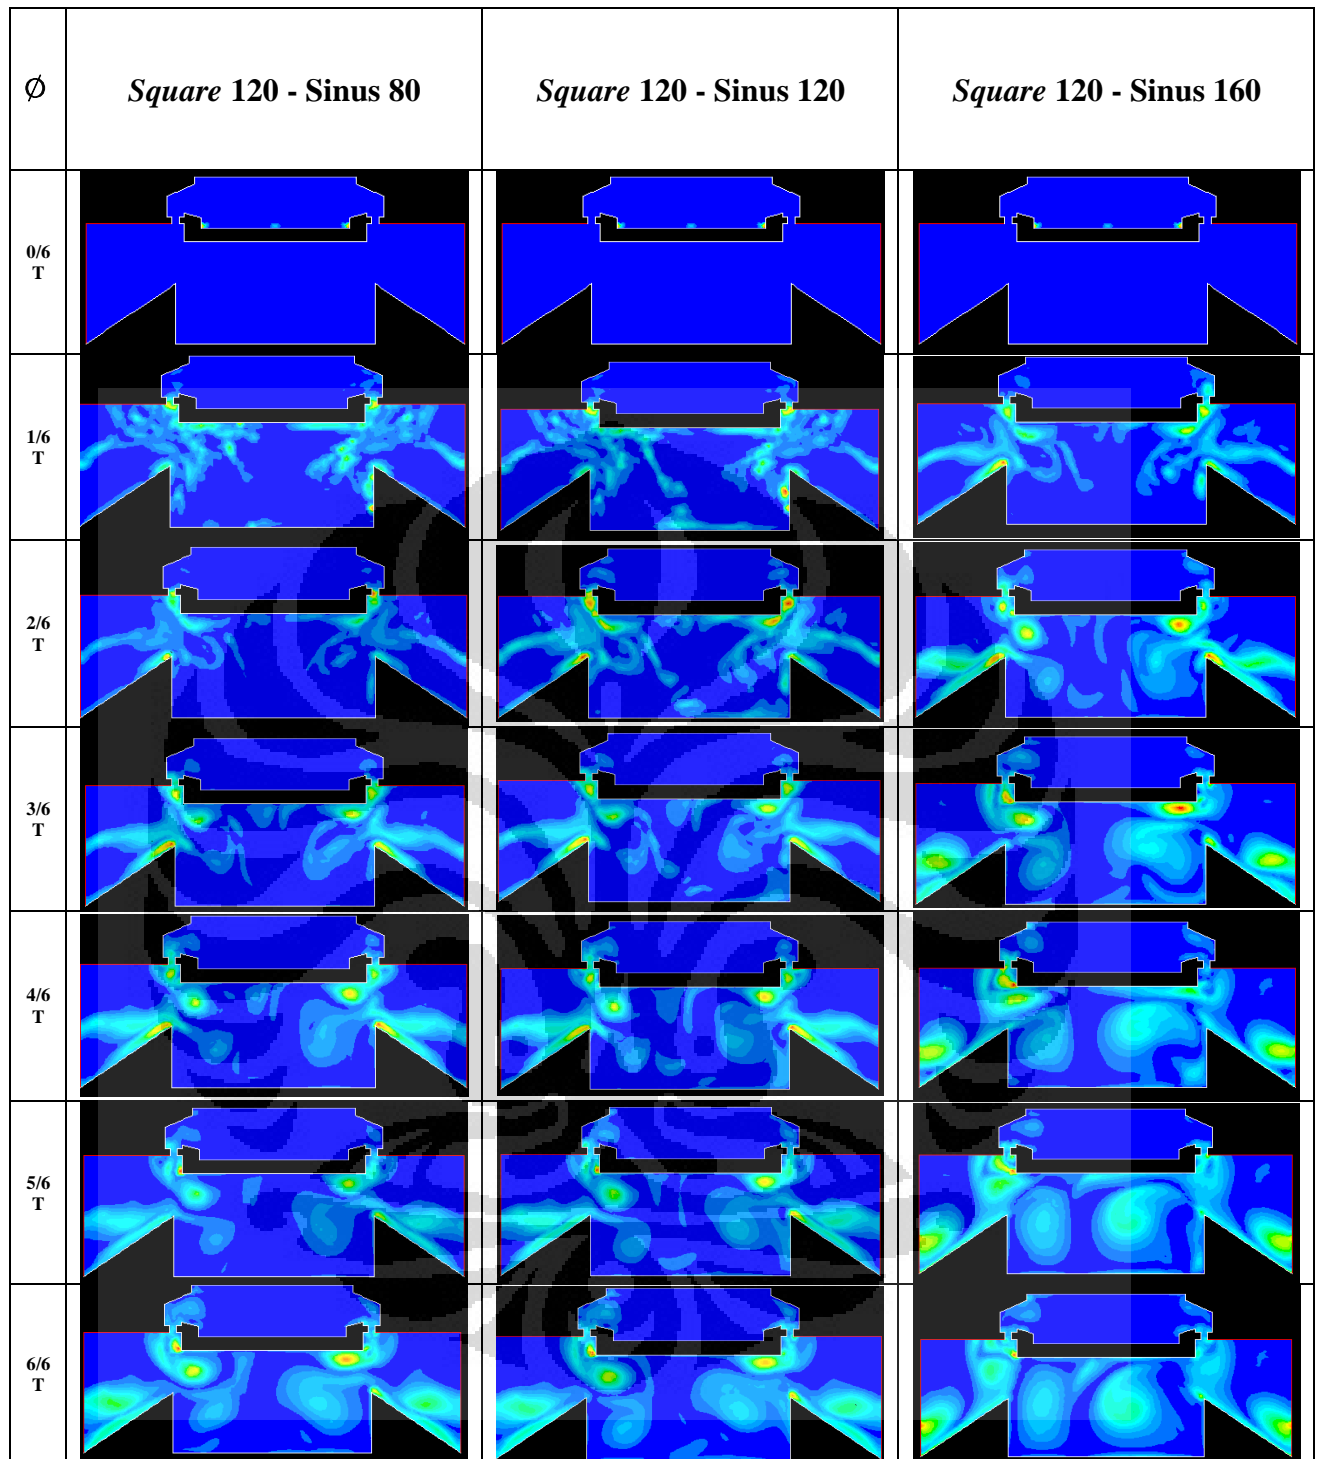 ∅ Square 120 - Sinus 80 Square 120 - Sinus 120 Square 120 - Sinus 160
0/6
T
1/6
T
2/6
T
3/6
T
4/6
T
5/6
T
6/6
T